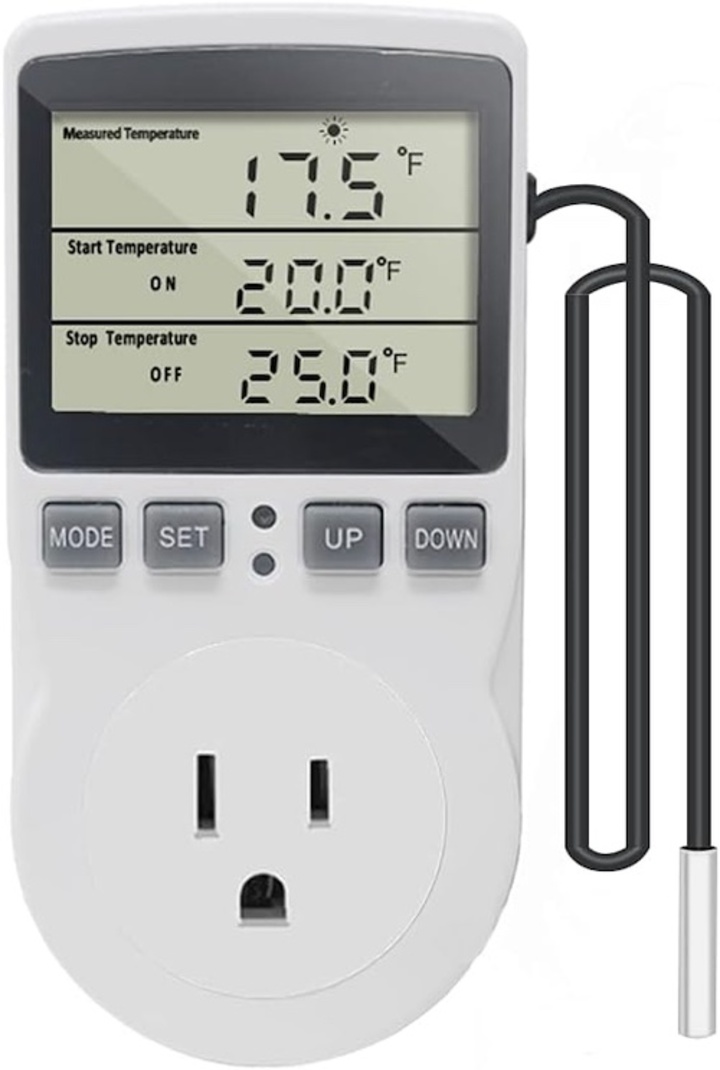 Measured Temperature
17.5 °F
Start Temperature
ON 20.0 °F
Stop Temperature
OFF 25.0 °F
MODE SET UP DOWN